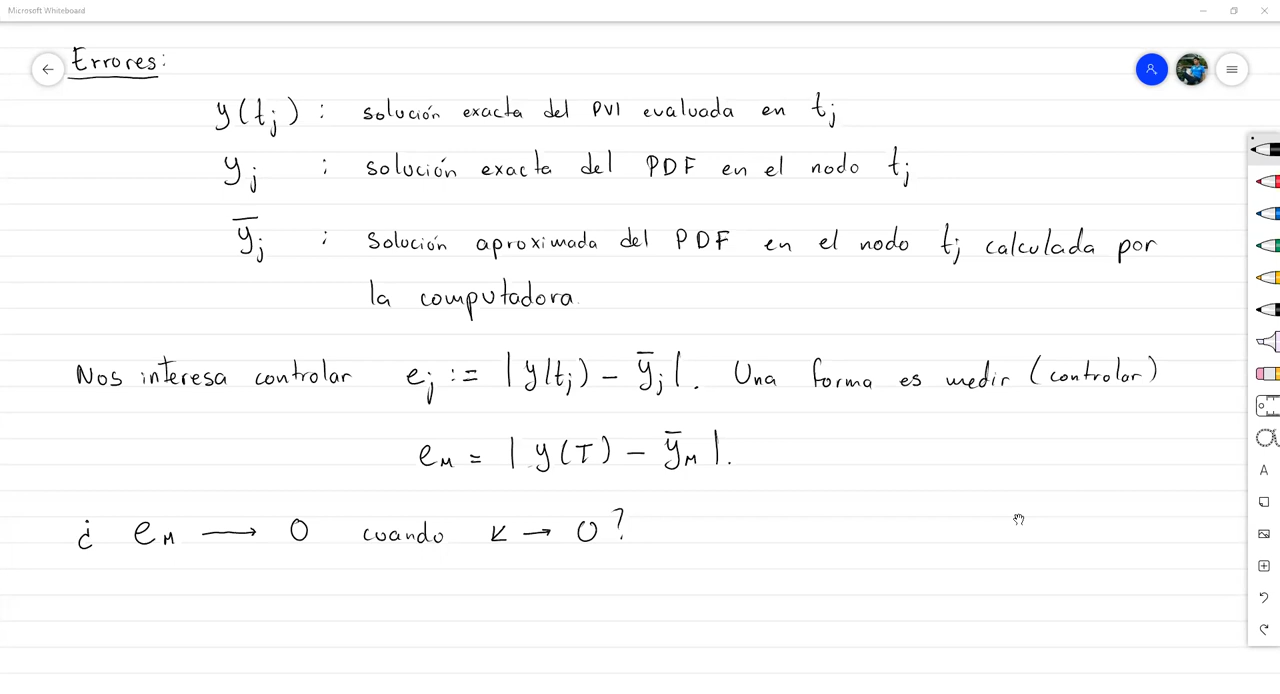 Microsoft Whiteboard
Errores:
y(tj) : solución exacta del PVI evaluada en tj
yj : solución exacta del PDF en el nodo tj
ȳj : solución aproximada del PDF en el nodo tj calculada por
la computadora.
Nos interesa controlar ej := |y(tj) - ȳj|. Una forma es medir (controlar)
eM = |y(T) - ȳM|.
¿ eM → 0 cuando K → 0?
A